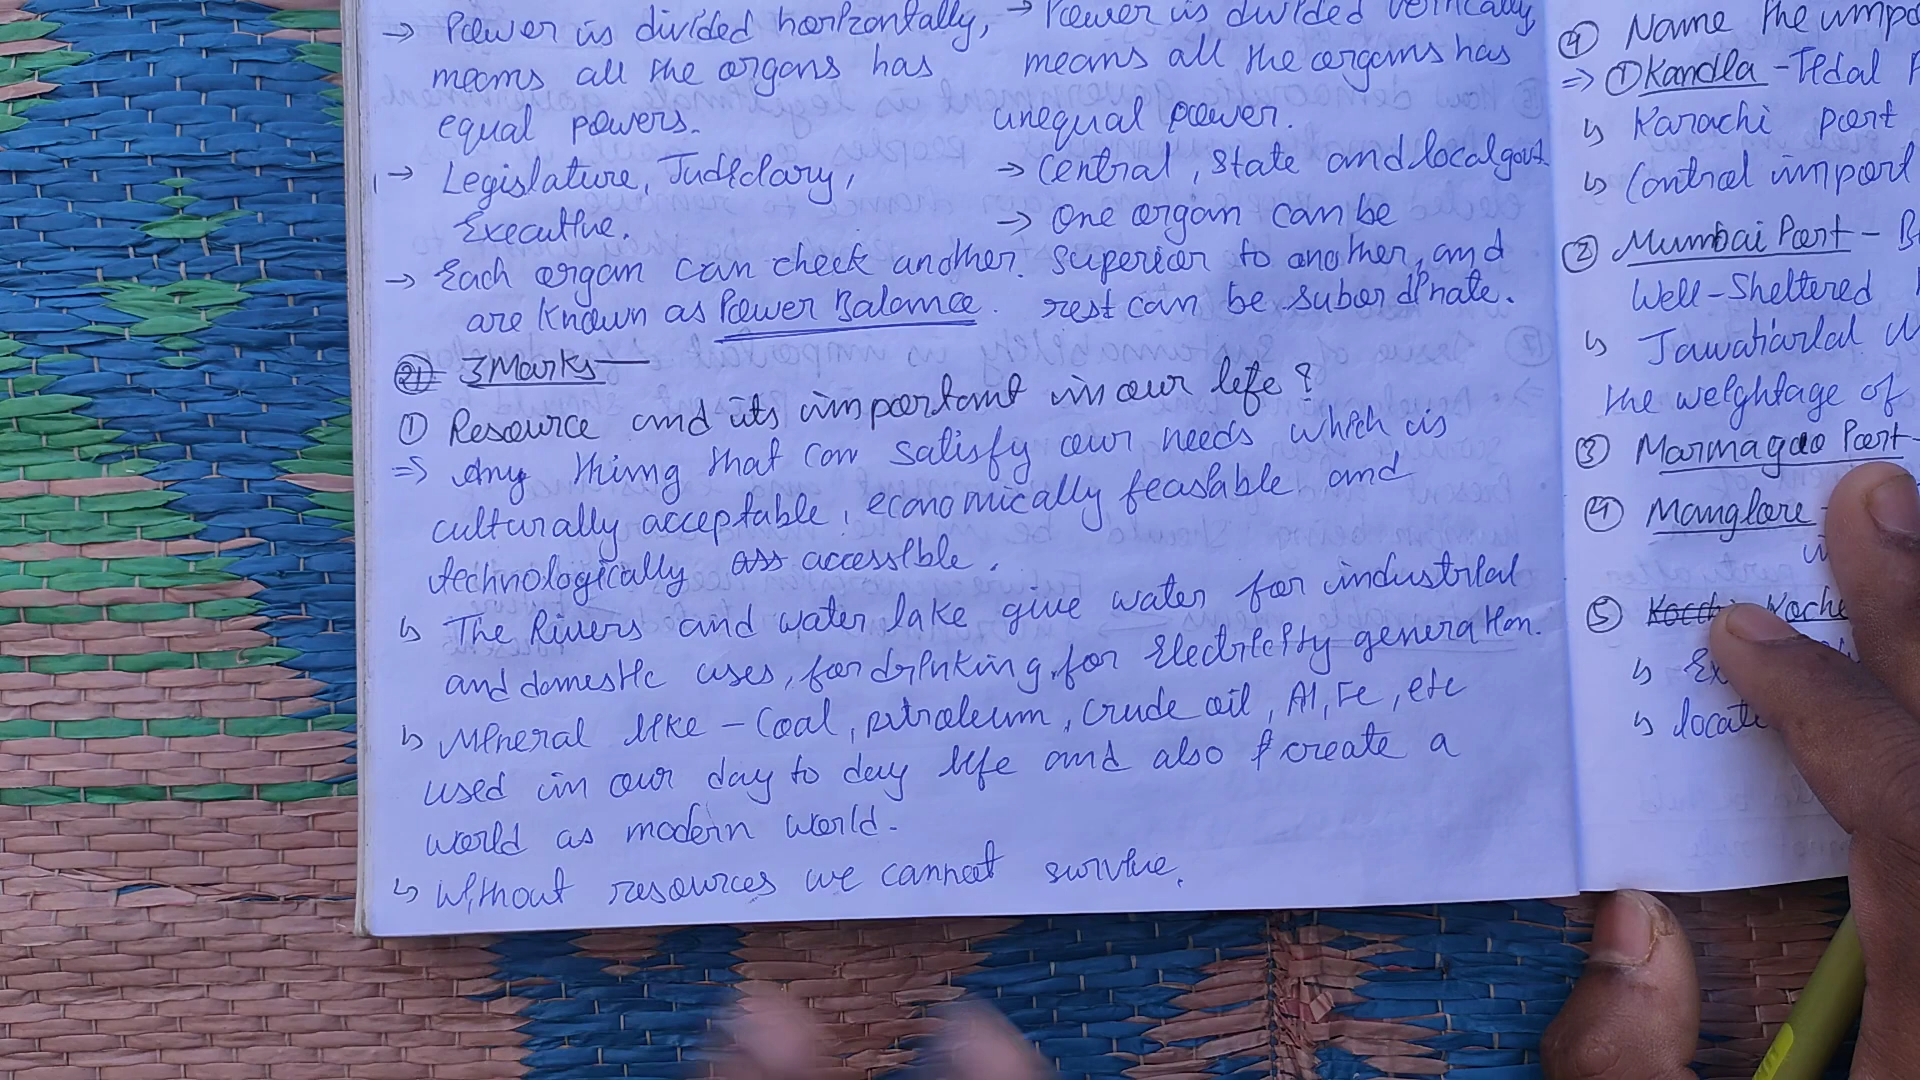 → Power is divided horizontally,
means all the organs has
equal powers.
→ Legislature, Judiciary,
Executive.
→ Each organ can check another.
are known as Power Balance.
→ Power is divided vertically
means all the organs has
unequal power.
→ Central, state and local govt.
→ One organ can be
superior to another, and
rest can be subordinate.
21 3 Marks —
① Resource and its important in our life?
⇒ Any thing that can satisfy our needs which is
culturally acceptable, economically feasable and
technologically ass accessible.
↳ The Rivers and water lake give water for industrial
and domestic uses, for drinking, for Electricity generation.
↳ Mineral like - Coal, petroleum, crude oil, Al, Fe, etc
used in our day to day life and also create a
world as modern world.
↳ Without resources we cannot survive.
④ Name the
⇒ ① Kandla - Tidal
↳ Karachi port
↳ Control import
② Mumbai Port -
Well-Sheltered
↳ Jawaharlal
the weightage of
③ Marmagao Port -
④ Manglore -
⑤ Kocchi
↳
↳ locate